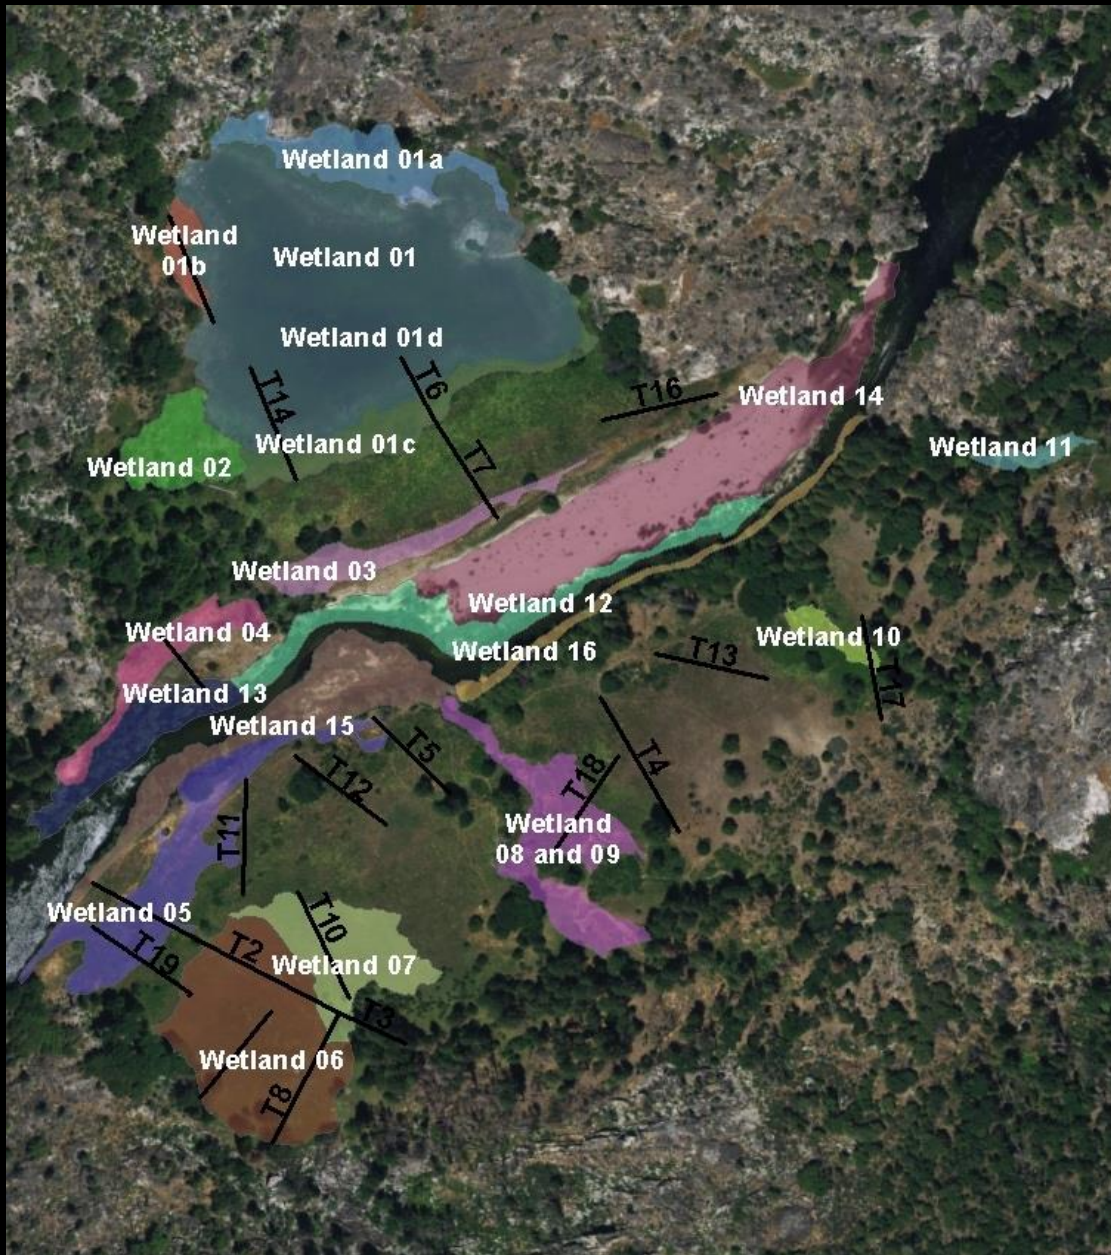 Wetland 01a
Wetland
01b
Wetland 01
Wetland 01d
T6
T14
T16
Wetland 14
Wetland 01c
T7
Wetland 11
Wetland 02
Wetland 03
Wetland 12
Wetland 04
Wetland 10
Wetland 16
T13
Wetland 13
T17
Wetland 15
T5
T4
T12
T18
T11
Wetland
08 and 09
Wetland 05
T10
T2
T19
Wetland 07
T3
Wetland 06
T8